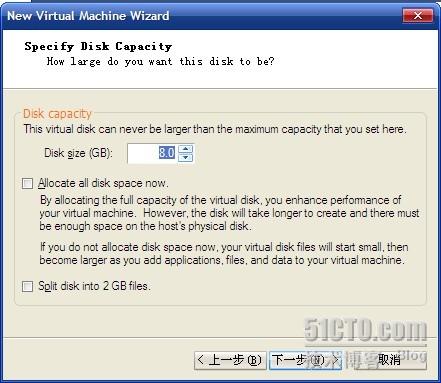 New Virtual Machine Wizard
Specify Disk Capacity
How large do you want this disk to be?
Disk capacity
This virtual disk can never be larger than the maximum capacity that you set here.
Disk size (GB): 8.0
Allocate all disk space now.
By allocating the full capacity of the virtual disk, you enhance performance of
your virtual machine. However, the disk will take longer to create and there must
be enough space on the host's physical disk.
If you do not allocate disk space now, your virtual disk files will start small, then
become larger as you add applications, files, and data to your virtual machine.
Split disk into 2 GB files.
51CTO.com
技术博客 Blog
< 上一步(B) 下一步(N) > 取消